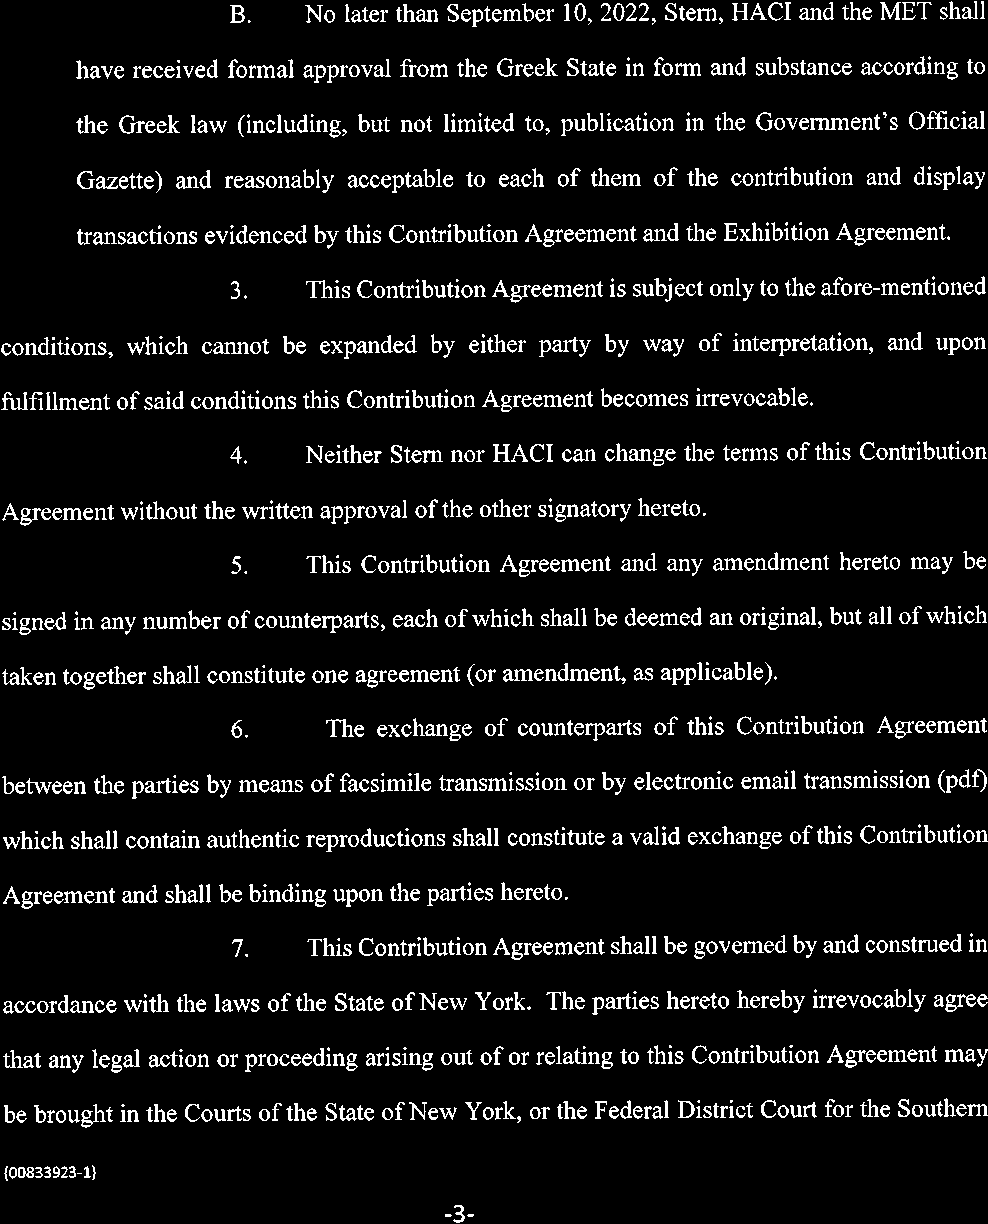 B. No later than September 10, 2022, Stern, HACI and the MET shall
have received formal approval from the Greek State in form and substance according to
the Greek law (including, but not limited to, publication in the Government's Official
Gazette) and reasonably acceptable to each of them of the contribution and display
transactions evidenced by this Contribution Agreement and the Exhibition Agreement.
3. This Contribution Agreement is subject only to the afore-mentioned
conditions, which cannot be expanded by either party by way of interpretation, and upon
fulfillment of said conditions this Contribution Agreement becomes irrevocable.
4. Neither Stern nor HACI can change the terms of this Contribution
Agreement without the written approval of the other signatory hereto.
5. This Contribution Agreement and any amendment hereto may be
signed in any number of counterparts, each of which shall be deemed an original, but all of which
taken together shall constitute one agreement (or amendment, as applicable).
6. The exchange of counterparts of this Contribution Agreement
between the parties by means of facsimile transmission or by electronic email transmission (pdf)
which shall contain authentic reproductions shall constitute a valid exchange of this Contribution
Agreement and shall be binding upon the parties hereto.
7. This Contribution Agreement shall be governed by and construed in
accordance with the laws of the State of New York. The parties hereto hereby irrevocably agree
that any legal action or proceeding arising out of or relating to this Contribution Agreement may
be brought in the Courts of the State of New York, or the Federal District Court for the Southern
{00833923-1}
-3-